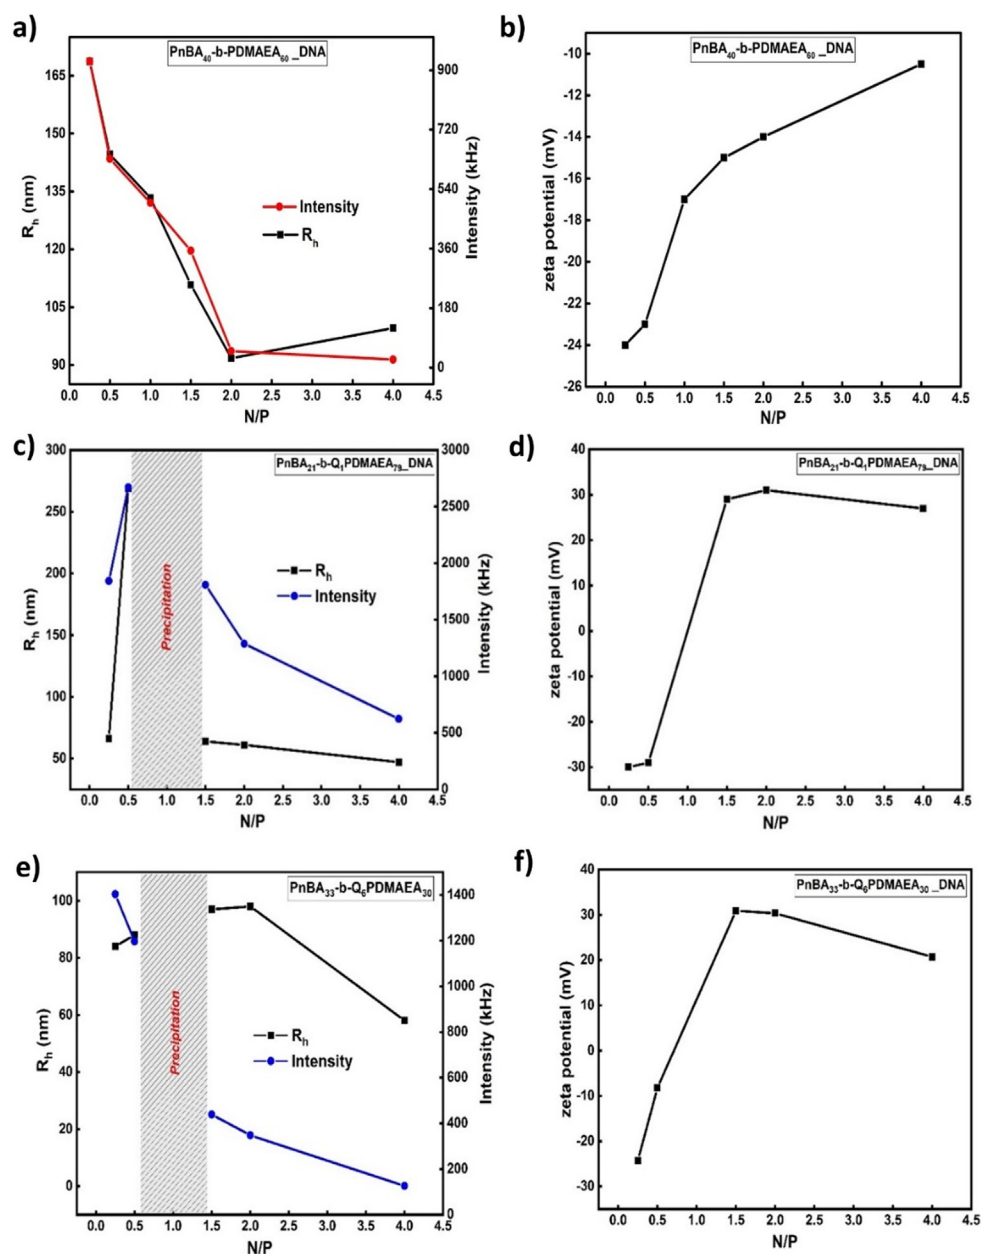 a)
PnBA40-b-PDMAEA60_DNA
165
150
135
120
105
90
Rh (nm)
900
720
540
360
180
0
Intensity (kHz)
Intensity
Rh
0.0 0.5 1.0 1.5 2.0 2.5 3.0 3.5 4.0 4.5
N/P
b)
PnBA40-b-PDMAEA60_DNA
-10
-12
-14
-16
-18
-20
-22
-24
-26
zeta potential (mV)
0.0 0.5 1.0 1.5 2.0 2.5 3.0 3.5 4.0 4.5
N/P
c)
PnBA21-b-Q1PDMAEA79_DNA
300
250
200
150
100
50
Rh (nm)
3000
2500
2000
1500
1000
500
0
Intensity (kHz)
Precipitation
Rh
Intensity
0.0 0.5 1.0 1.5 2.0 2.5 3.0 3.5 4.0 4.5
N/P
d)
PnBA21-b-Q1PDMAEA79_DNA
40
30
20
10
0
-10
-20
-30
zeta potential (mV)
0.0 0.5 1.0 1.5 2.0 2.5 3.0 3.5 4.0 4.5
N/P
e)
PnBA33-b-Q6PDMAEA30
100
80
60
40
20
0
Rh (nm)
1400
1200
1000
800
600
400
200
0
Intensity (kHz)
Precipitation
Rh
Intensity
0.0 0.5 1.0 1.5 2.0 2.5 3.0 3.5 4.0 4.5
N/P
f)
PnBA33-b-Q6PDMAEA30_DNA
40
30
20
10
0
-10
-20
-30
zeta potential (mV)
0.0 0.5 1.0 1.5 2.0 2.5 3.0 3.5 4.0 4.5
N/P